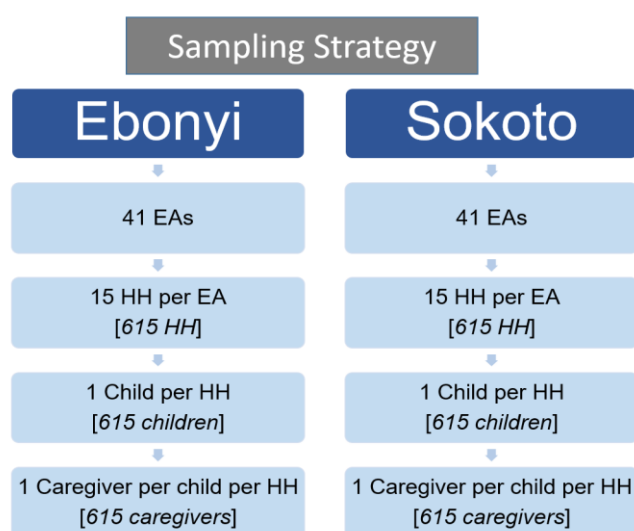 Sampling Strategy
Ebonyi
41 EAs
15 HH per EA
[615 HH]
1 Child per HH
[615 children]
1 Caregiver per child per HH
[615 caregivers]
Sokoto
41 EAs
15 HH per EA
[615 HH]
1 Child per HH
[615 children]
1 Caregiver per child per HH
[615 caregivers]